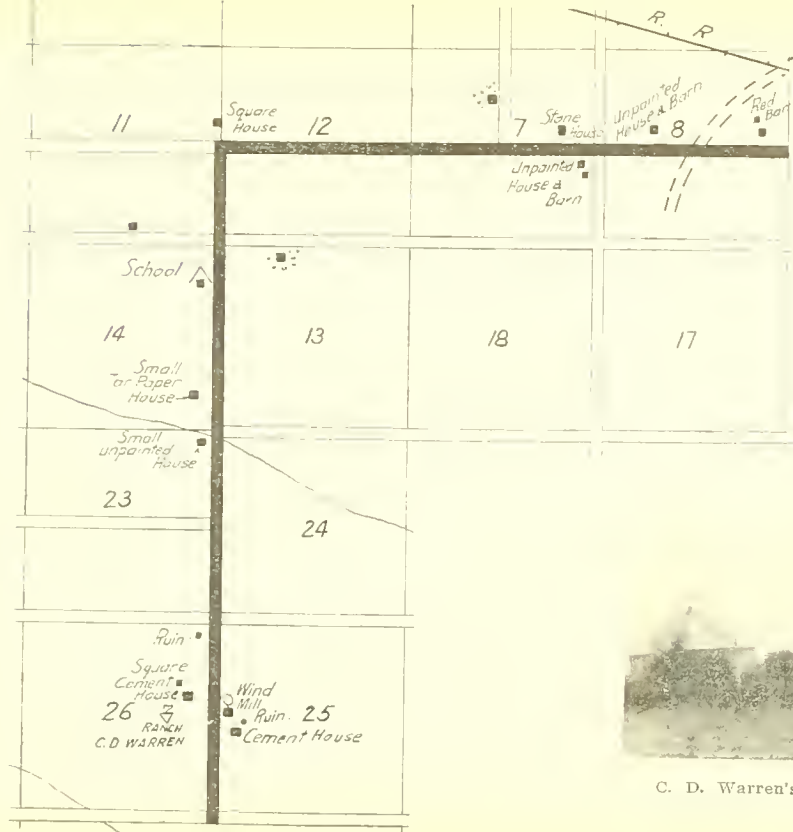 R. R
11
Square
House
12
7
Stone
House
Unpainted
House & Barn
8
Red
Barn
Unpainted
House &
Barn
School
14
13
18
17
Small
Tar Paper
House
Small
unpainted
House
23
24
Ruin
Square
Cement
House
26
RANCH
C.D WARREN
Wind
Mill
Ruin.
25
Cement House
C. D. Warren's